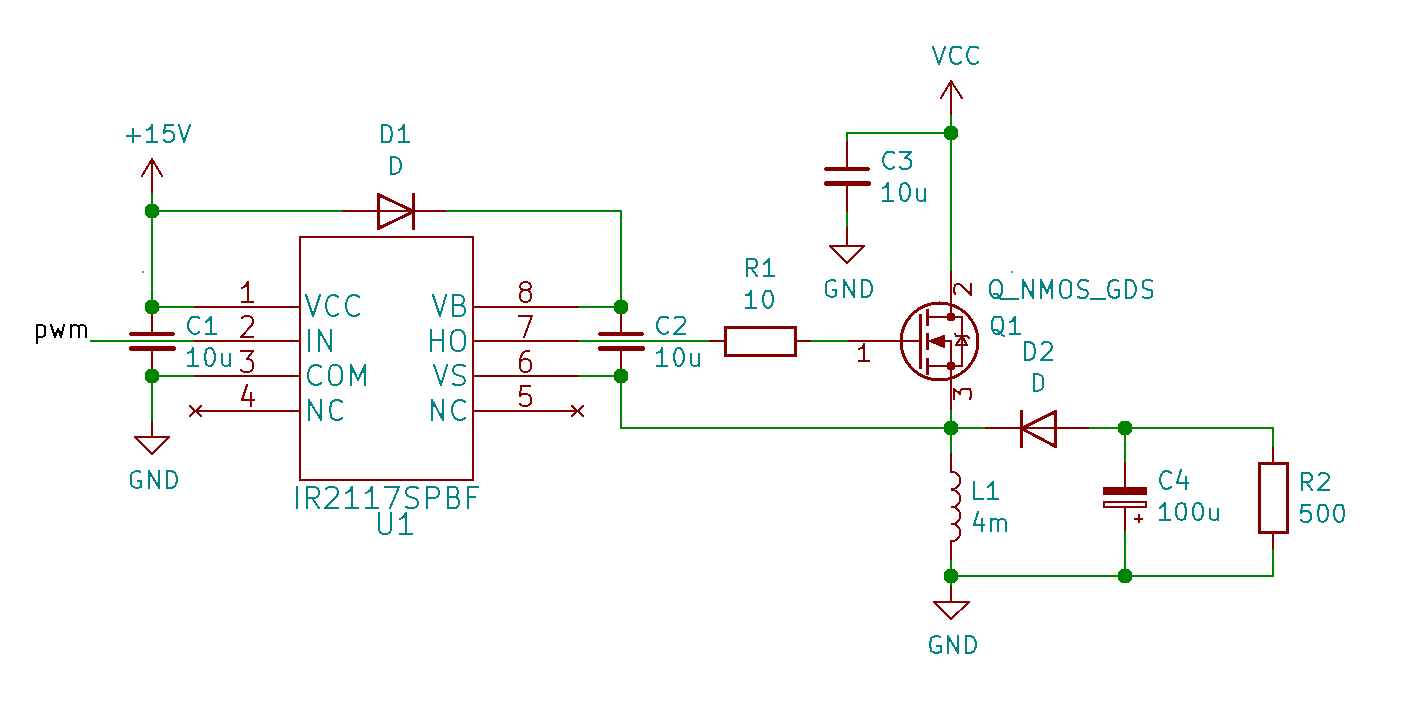 VCC
+15V
D1
D
C3
10u
GND
R1
10
Q_NMOS_GDS
Q1
2
1
3
pwm
C1
10u
1
2
3
4
VCC
IN
COM
NC
VB
HO
VS
NC
8
7
6
5
C2
10u
IR2117SPBF
U1
GND
D2
D
L1
4m
C4
100u
+
R2
500
GND